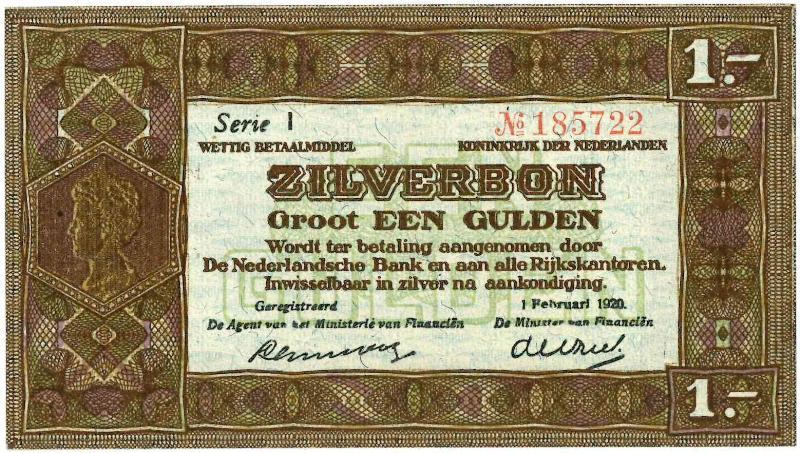 1.-
Serie 1 № 185722
WETTIG BETAALMIDDEL KONINKRIJK DER NEDERLANDEN
ZILVERBON
Groot EEN GULDEN
Wordt ter betaling aangenomen door
De Nederlandsche Bank en aan alle Rijkskantoren.
Inwisselbaar in zilver na aankondiging.
Geregistreerd 1 Februari 1920.
De Agent van het Ministerie van Financiën De Minister van Financiën
1.-